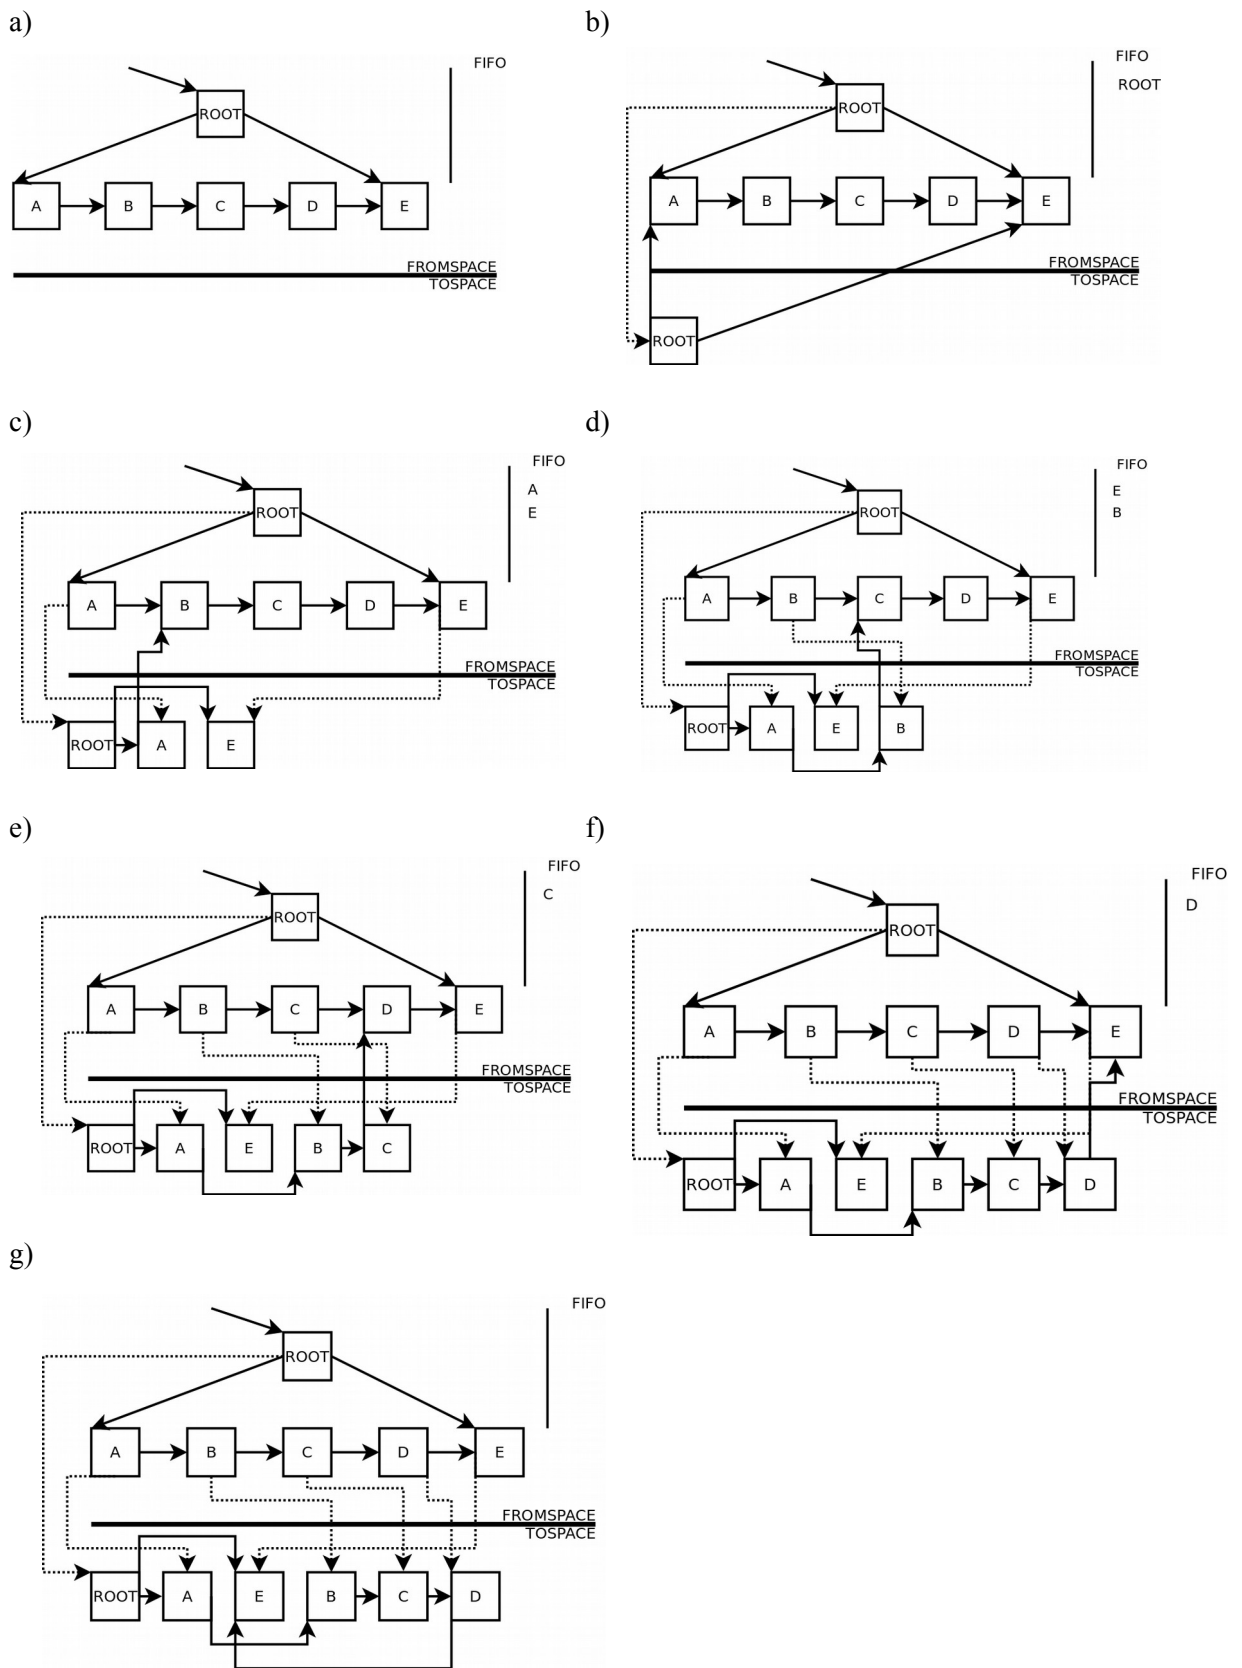 a)
FIFO
ROOT
A B C D E
FROMSPACE
TOSPACE
b)
FIFO
ROOT
ROOT
A B C D E
FROMSPACE
TOSPACE
ROOT
c)
FIFO
A
E
ROOT
A B C D E
FROMSPACE
TOSPACE
ROOT A E
d)
FIFO
E
B
ROOT
A B C D E
FROMSPACE
TOSPACE
ROOT A E B
e)
FIFO
C
ROOT
A B C D E
FROMSPACE
TOSPACE
ROOT A E B C
f)
FIFO
D
ROOT
A B C D E
FROMSPACE
TOSPACE
ROOT A E B C D
g)
FIFO
ROOT
A B C D E
FROMSPACE
TOSPACE
ROOT A E B C D